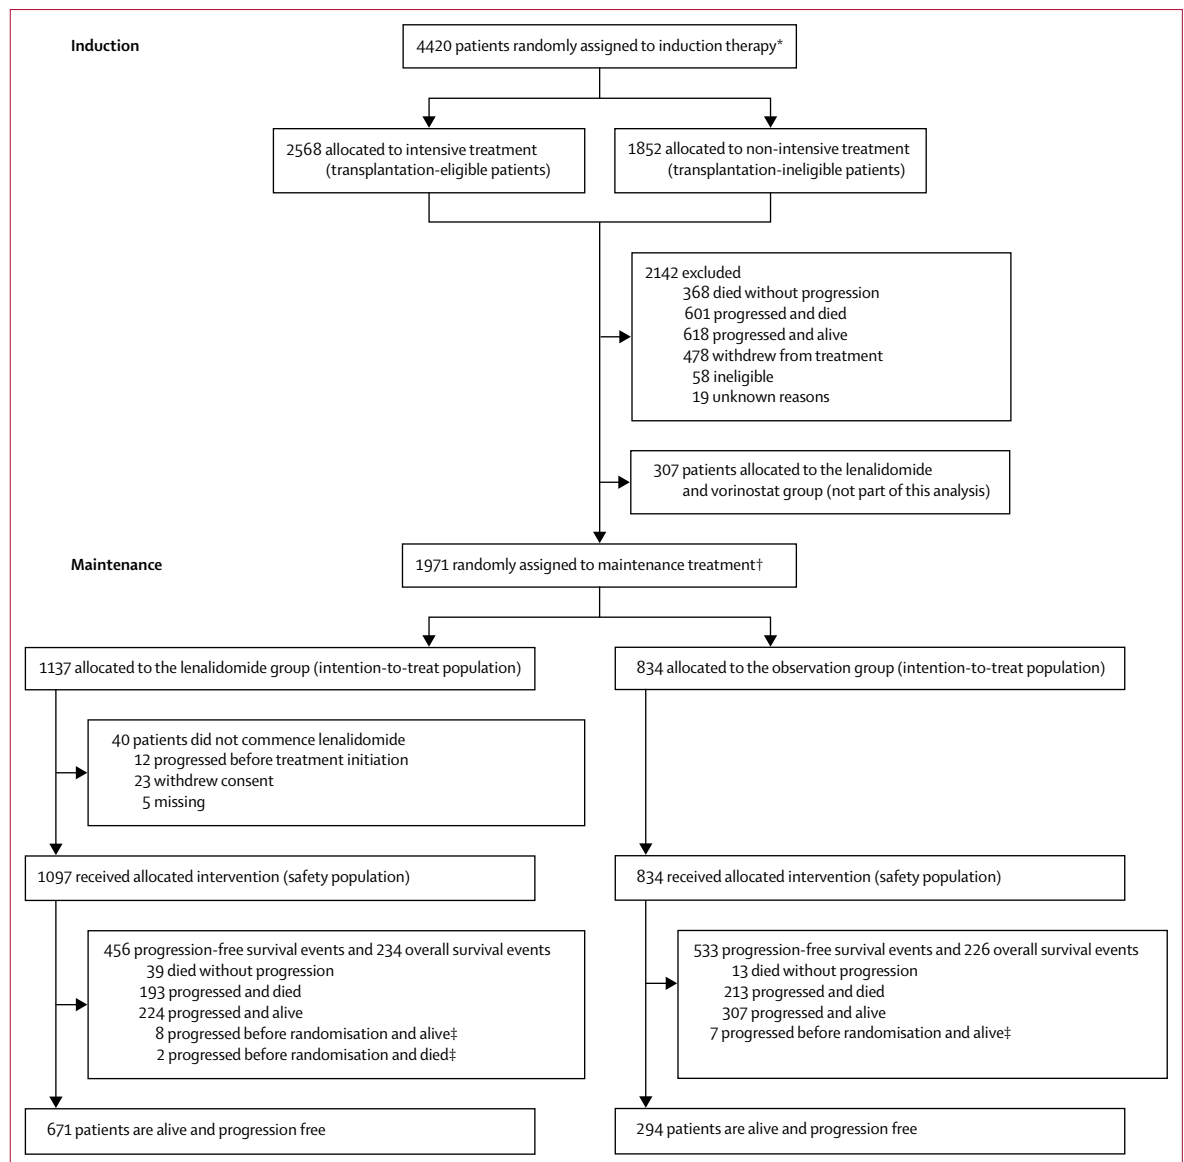 Induction
4420 patients randomly assigned to induction therapy*
2568 allocated to intensive treatment
(transplantation-eligible patients)
1852 allocated to non-intensive treatment
(transplantation-ineligible patients)
2142 excluded
368 died without progression
601 progressed and died
618 progressed and alive
478 withdrew from treatment
58 ineligible
19 unknown reasons
307 patients allocated to the lenalidomide
and vorinostat group (not part of this analysis)
Maintenance
1971 randomly assigned to maintenance treatment†
1137 allocated to the lenalidomide group (intention-to-treat population)
834 allocated to the observation group (intention-to-treat population)
40 patients did not commence lenalidomide
12 progressed before treatment initiation
23 withdrew consent
5 missing
1097 received allocated intervention (safety population)
834 received allocated intervention (safety population)
456 progression-free survival events and 234 overall survival events
39 died without progression
193 progressed and died
224 progressed and alive
8 progressed before randomisation and alive‡
2 progressed before randomisation and died‡
533 progression-free survival events and 226 overall survival events
13 died without progression
213 progressed and died
307 progressed and alive
7 progressed before randomisation and alive‡
671 patients are alive and progression free
294 patients are alive and progression free